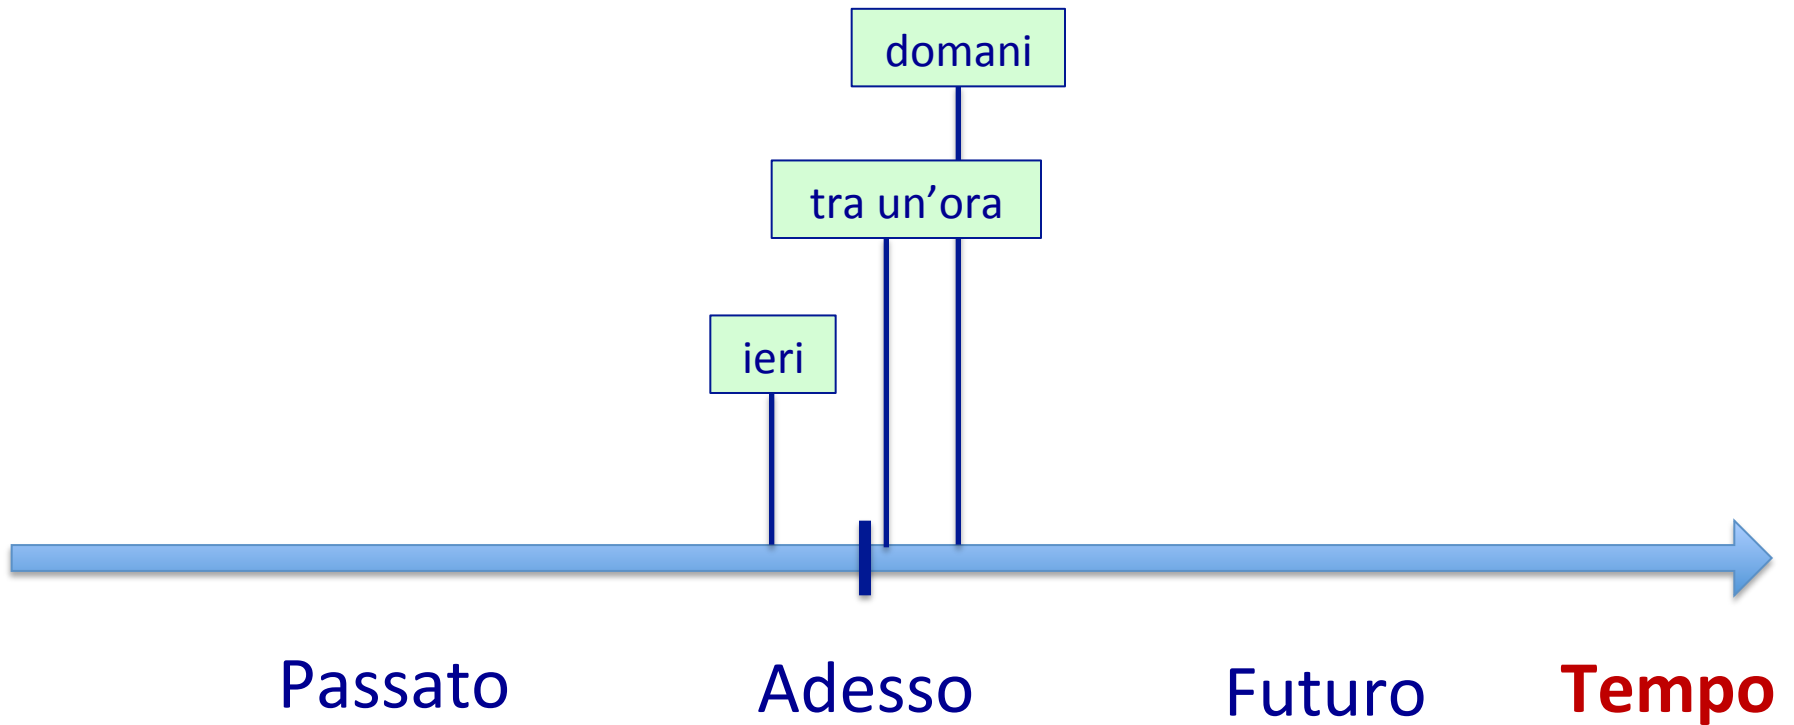 domani
tra un’ora
ieri
Passato
Adesso
Futuro
Tempo